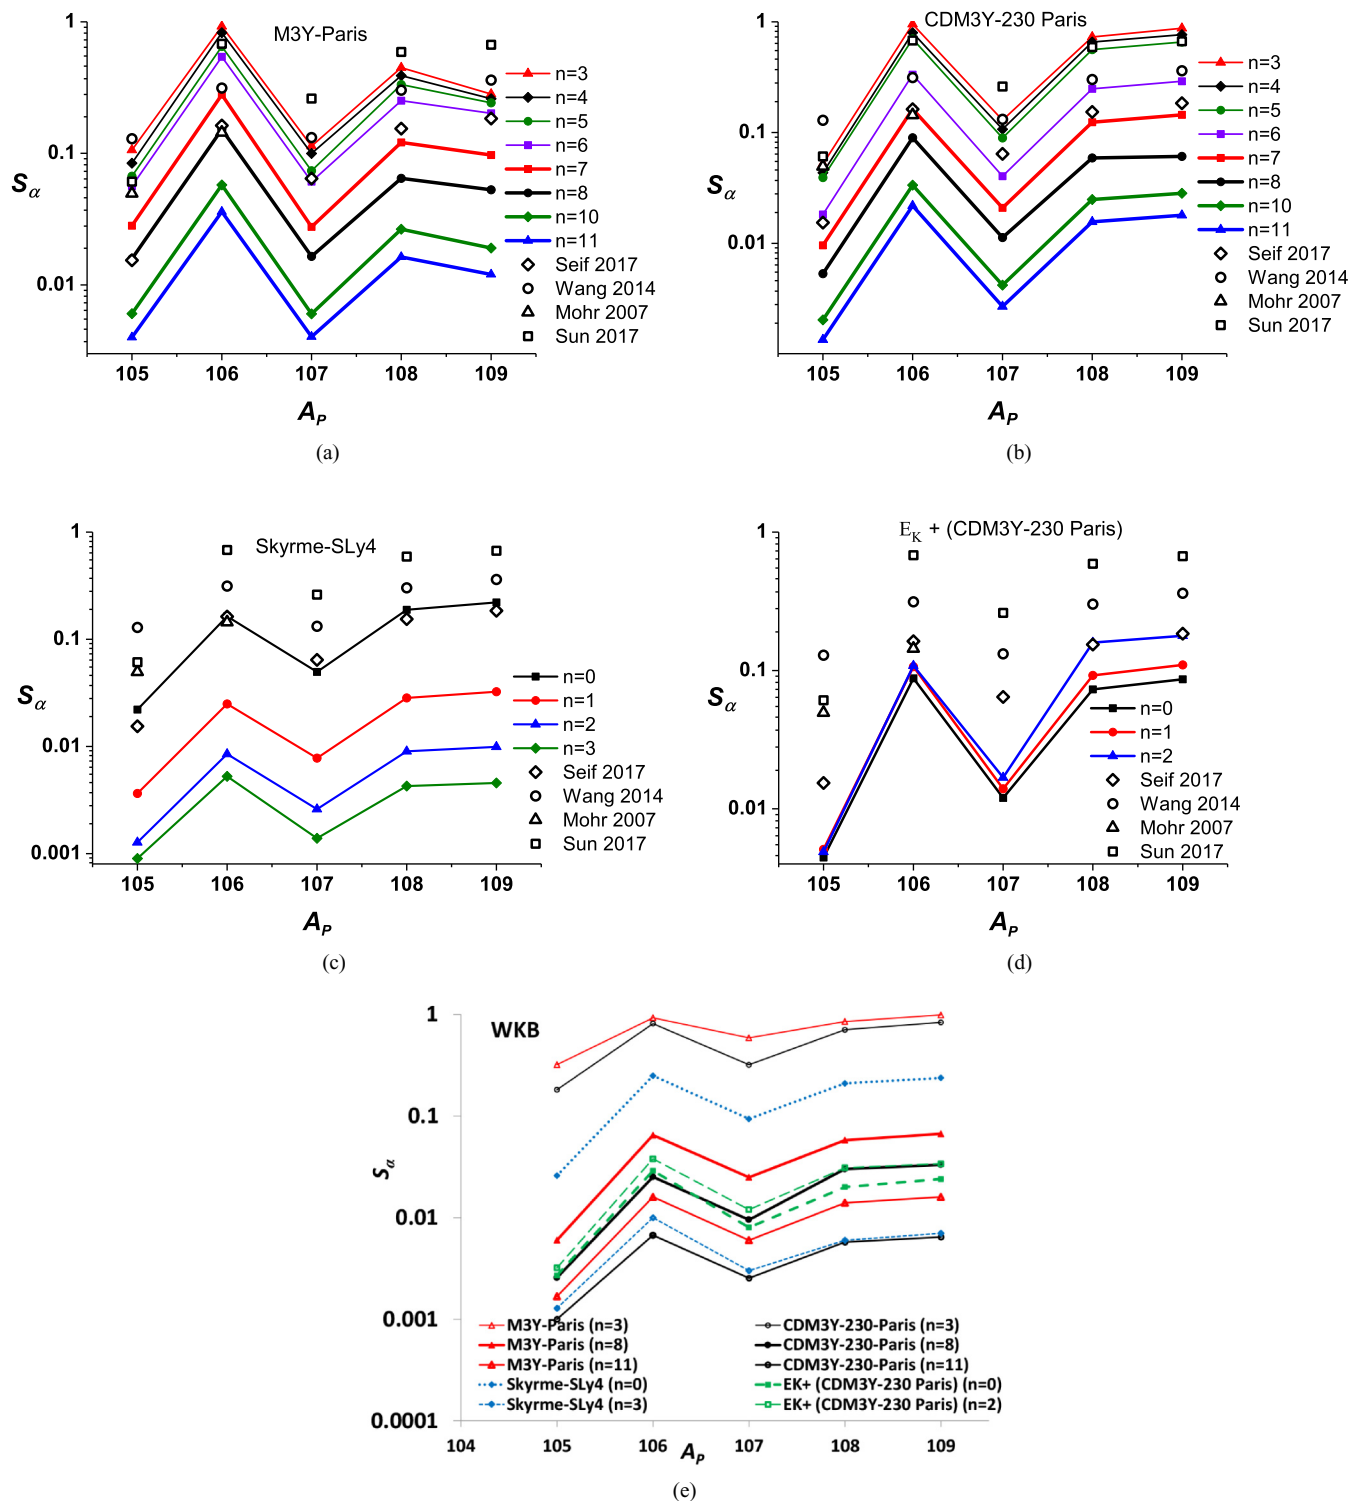 M3Y-Paris
1
0.1
0.01
Sα
n=3
n=4
n=5
n=6
n=7
n=8
n=10
n=11
Seif 2017
Wang 2014
Mohr 2007
Sun 2017
105 106 107 108 109
AP
(a)
CDM3Y-230 Paris
1
0.1
0.01
Sα
n=3
n=4
n=5
n=6
n=7
n=8
n=10
n=11
Seif 2017
Wang 2014
Mohr 2007
Sun 2017
105 106 107 108 109
AP
(b)
Skyrme-SLy4
1
0.1
0.01
0.001
Sα
n=0
n=1
n=2
n=3
Seif 2017
Wang 2014
Mohr 2007
Sun 2017
105 106 107 108 109
AP
(c)
EK + (CDM3Y-230 Paris)
1
0.1
0.01
Sα
n=0
n=1
n=2
Seif 2017
Wang 2014
Mohr 2007
Sun 2017
105 106 107 108 109
AP
(d)
WKB
1
0.1
0.01
0.001
0.0001
Sα
M3Y-Paris (n=3)
M3Y-Paris (n=8)
M3Y-Paris (n=11)
Skyrme-SLy4 (n=0)
Skyrme-SLy4 (n=3)
CDM3Y-230-Paris (n=3)
CDM3Y-230-Paris (n=8)
CDM3Y-230-Paris (n=11)
EK+ (CDM3Y-230 Paris) (n=0)
EK+ (CDM3Y-230 Paris) (n=2)
104 105 106 107 108 109
AP
(e)